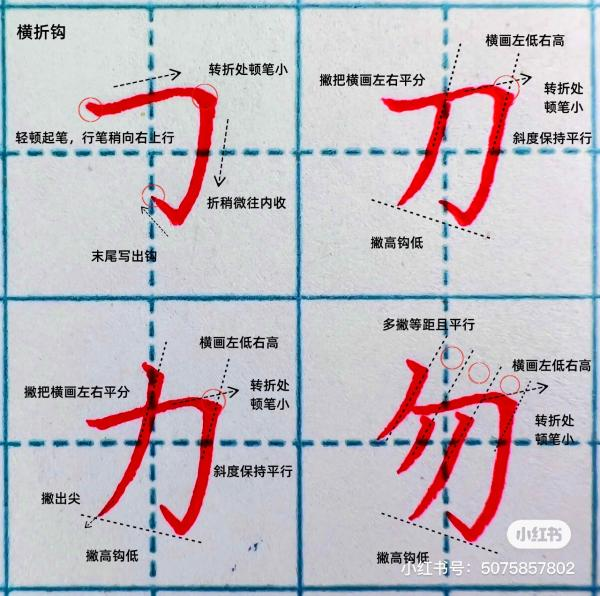 横折钩
转折处顿笔小
轻顿起笔，行笔稍向右上行
折稍微往内收
末尾写出钩
横画左低右高
撇把横画左右平分
转折处
顿笔小
斜度保持平行
刀
撇高钩低
横画左低右高
撇把横画左右平分
转折处
顿笔小
力
斜度保持平行
撇出尖
撇高钩低
多撇等距且平行
横画左低右高
转折处
顿笔小
勿
撇高钩低
小红书
小红书号：5075857802